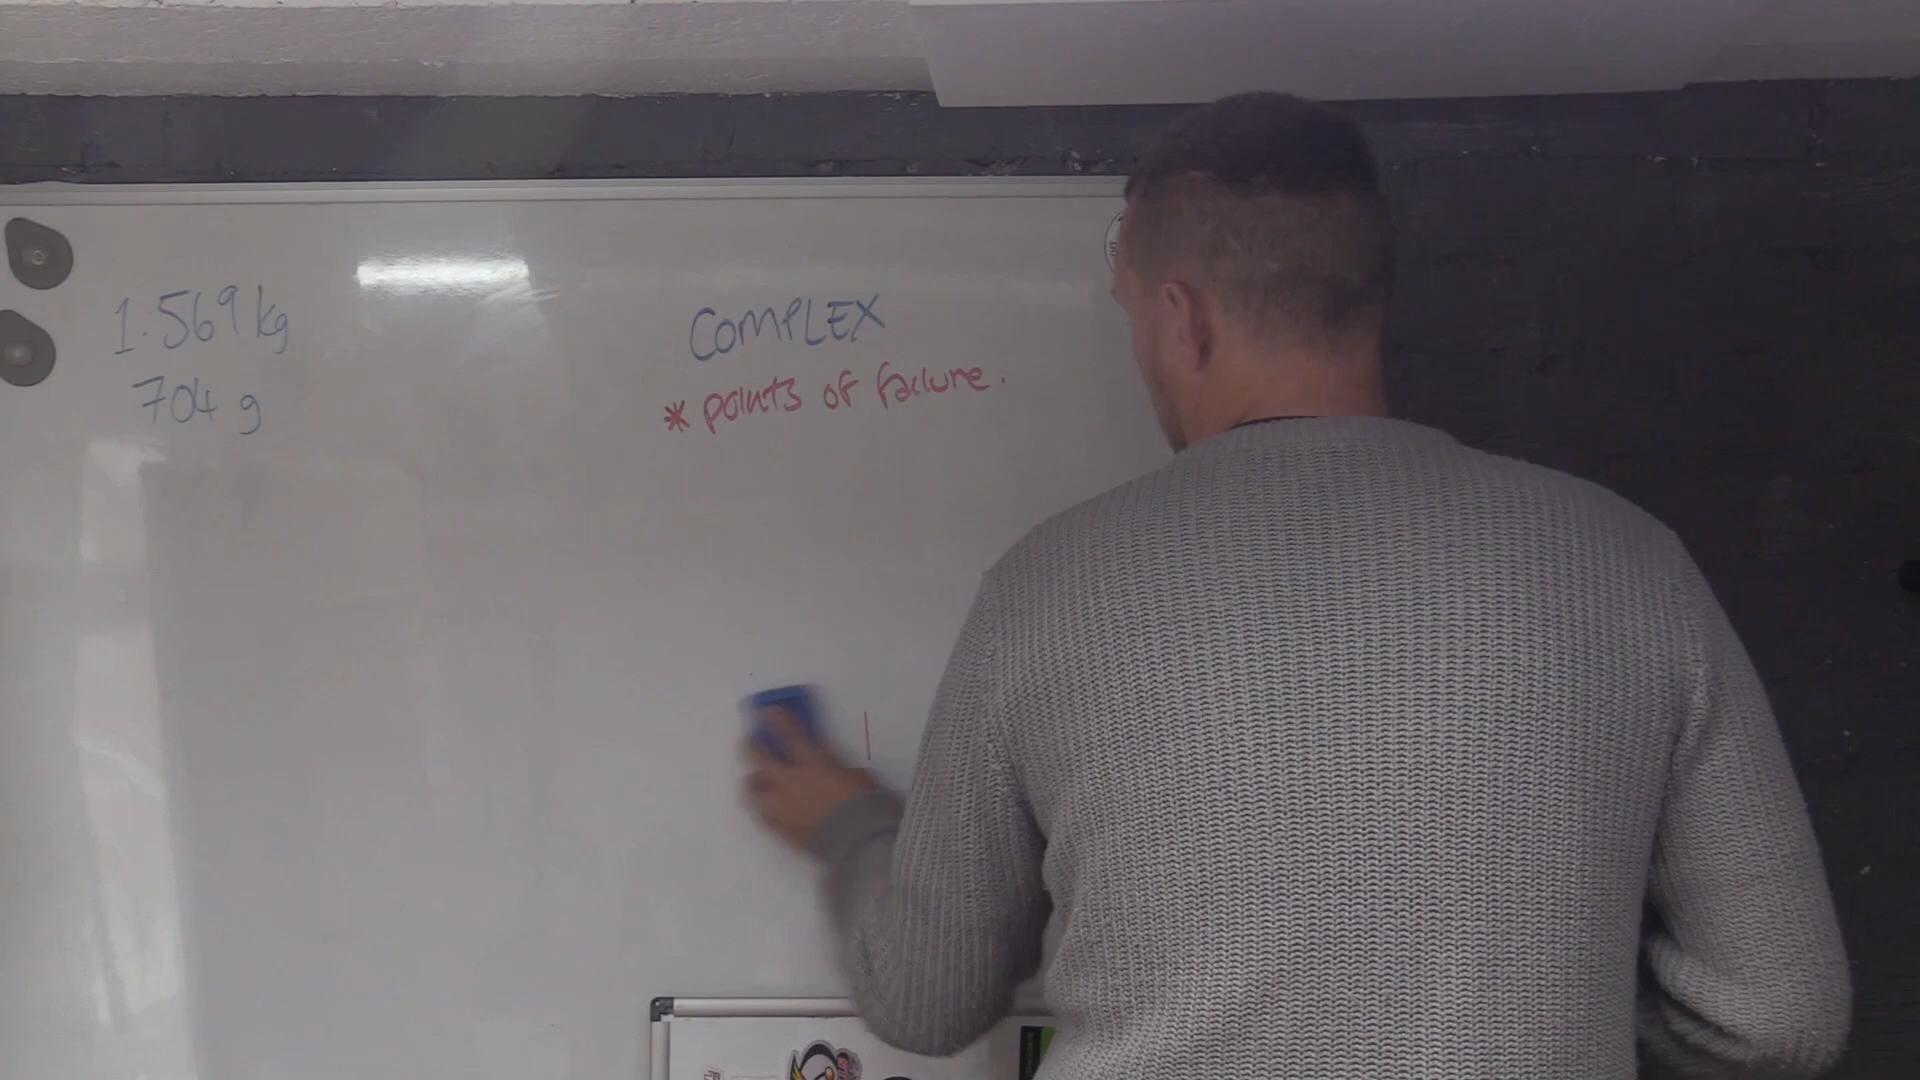 1.569 kg
704 g
COMPLEX
* points of failure.